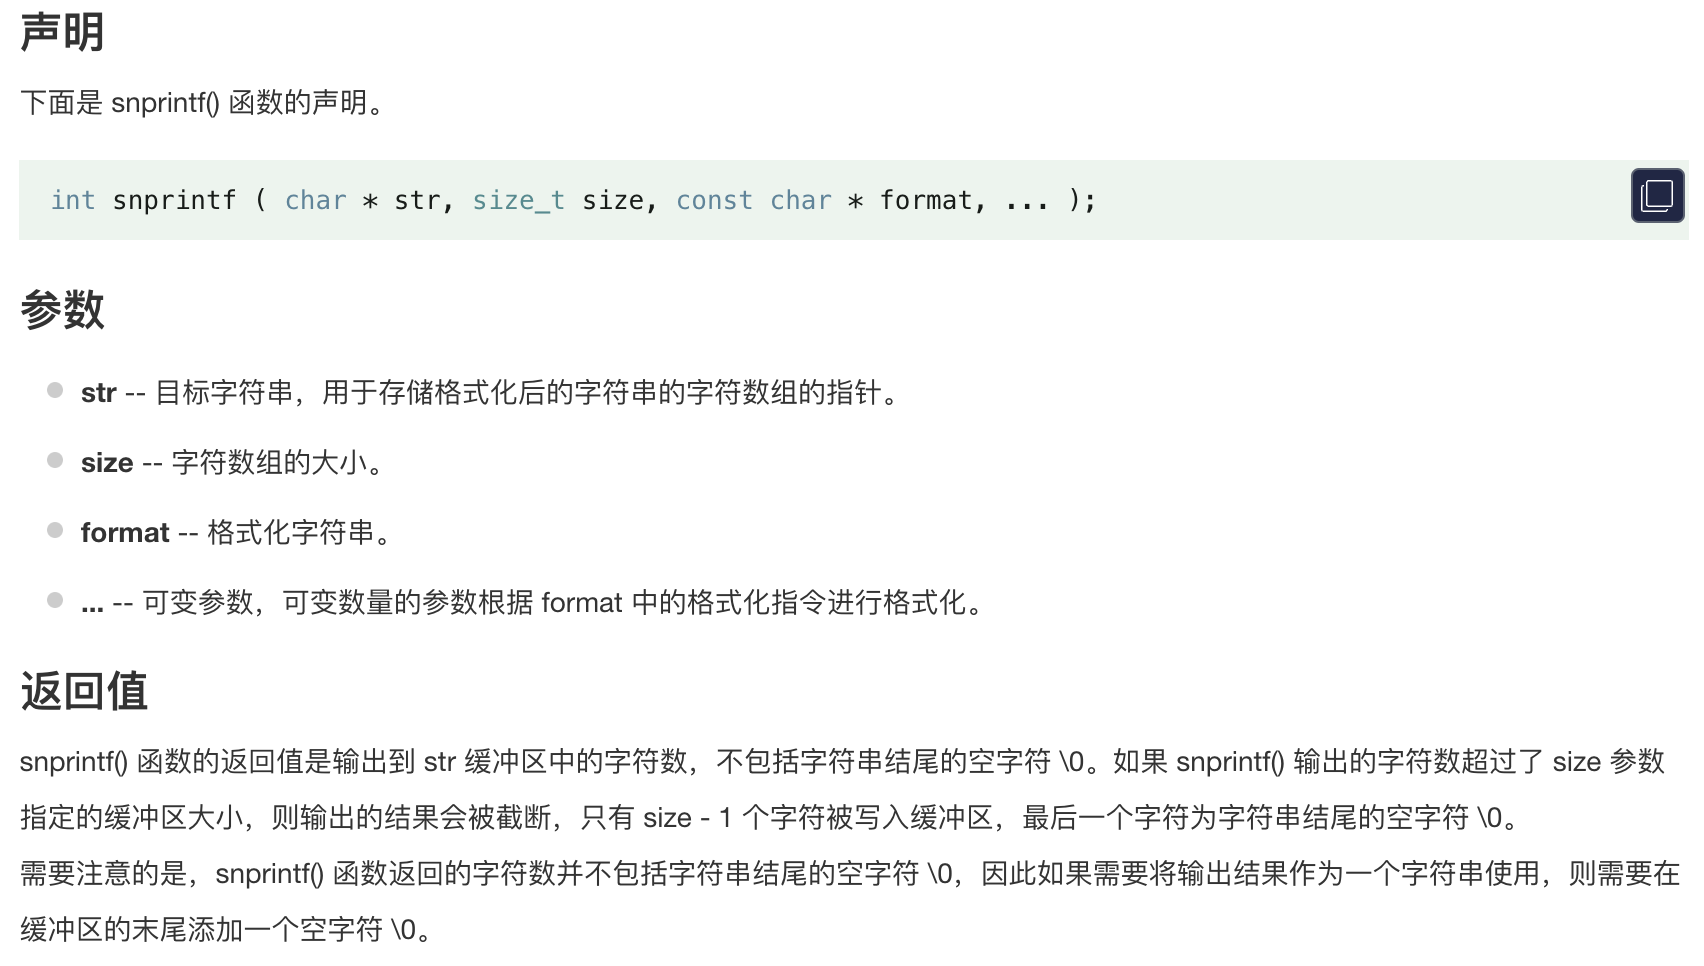 声明
下面是 snprintf() 函数的声明。
int snprintf ( char * str, size_t size, const char * format, ... );
参数
str -- 目标字符串，用于存储格式化后的字符串的字符数组的指针。
size -- 字符数组的大小。
format -- 格式化字符串。
... -- 可变参数，可变数量的参数根据 format 中的格式化指令进行格式化。
返回值
snprintf() 函数的返回值是输出到 str 缓冲区中的字符数，不包括字符串结尾的空字符 \0。如果 snprintf() 输出的字符数超过了 size 参数
指定的缓冲区大小，则输出的结果会被截断，只有 size - 1 个字符被写入缓冲区，最后一个字符为字符串结尾的空字符 \0。
需要注意的是，snprintf() 函数返回的字符数并不包括字符串结尾的空字符 \0，因此如果需要将输出结果作为一个字符串使用，则需要在
缓冲区的末尾添加一个空字符 \0。